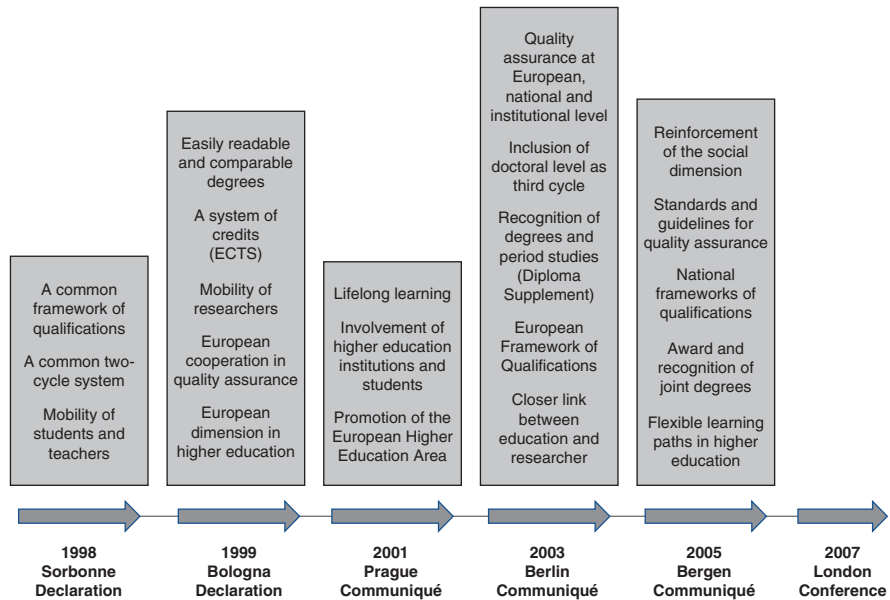 A common
framework of
qualifications
A common two-
cycle system
Mobility of
students and
teachers
Easily readable
and comparable
degrees
A system of
credits
(ECTS)
Mobility of
researchers
European
cooperation in
quality assurance
European
dimension in
higher education
Lifelong learning
Involvement of
higher education
institutions and
students
Promotion of the
European Higher
Education Area
Quality
assurance at
European,
national and
institutional level
Inclusion of
doctoral level as
third cycle
Recognition of
degrees and
period studies
(Diploma
Supplement)
European
Framework of
Qualifications
Closer link
between
education and
researcher
Reinforcement
of the social
dimension
Standards and
guidelines for
quality assurance
National
frameworks of
qualifications
Award and
recognition of
joint degrees
Flexible learning
paths in higher
education
1998
Sorbonne
Declaration
1999
Bologna
Declaration
2001
Prague
Communiqué
2003
Berlin
Communiqué
2005
Bergen
Communiqué
2007
London
Conference